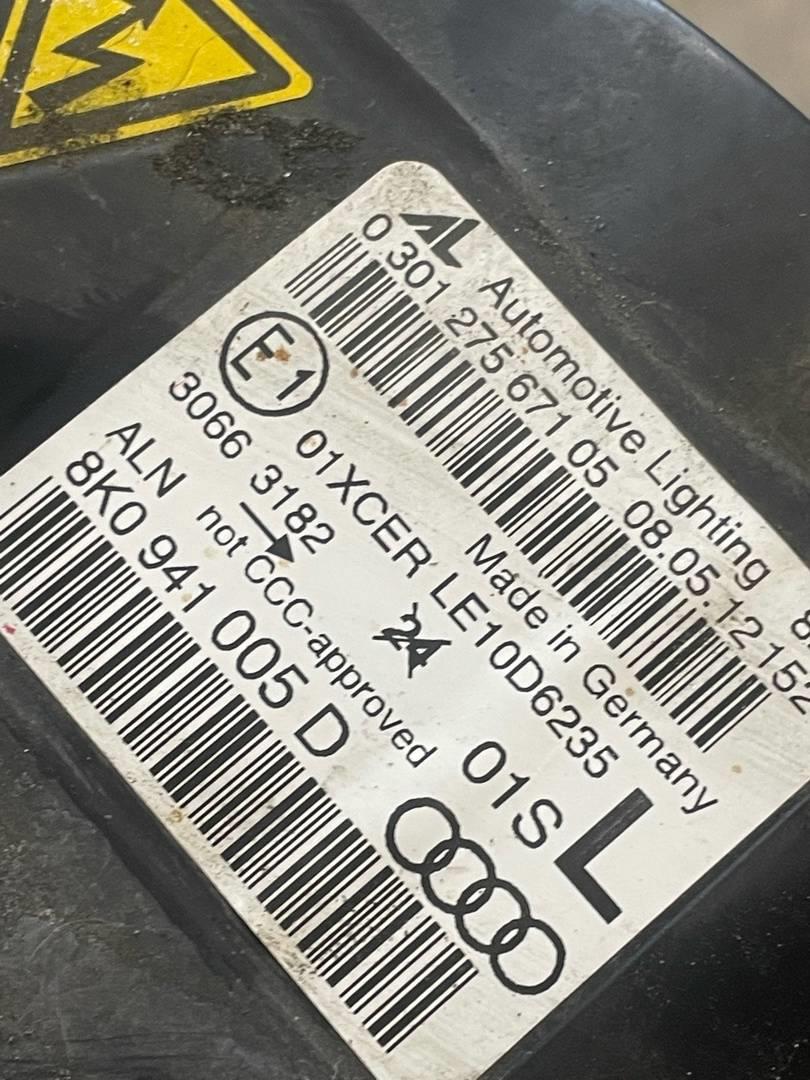 AL Automotive Lighting
0 301 275 671 05 08.05.12 152
Made in Germany
E1
01XCER LE10D6235
3066 3182
24
01S
L
ALN not CCC-approved
8K0 941 005 D